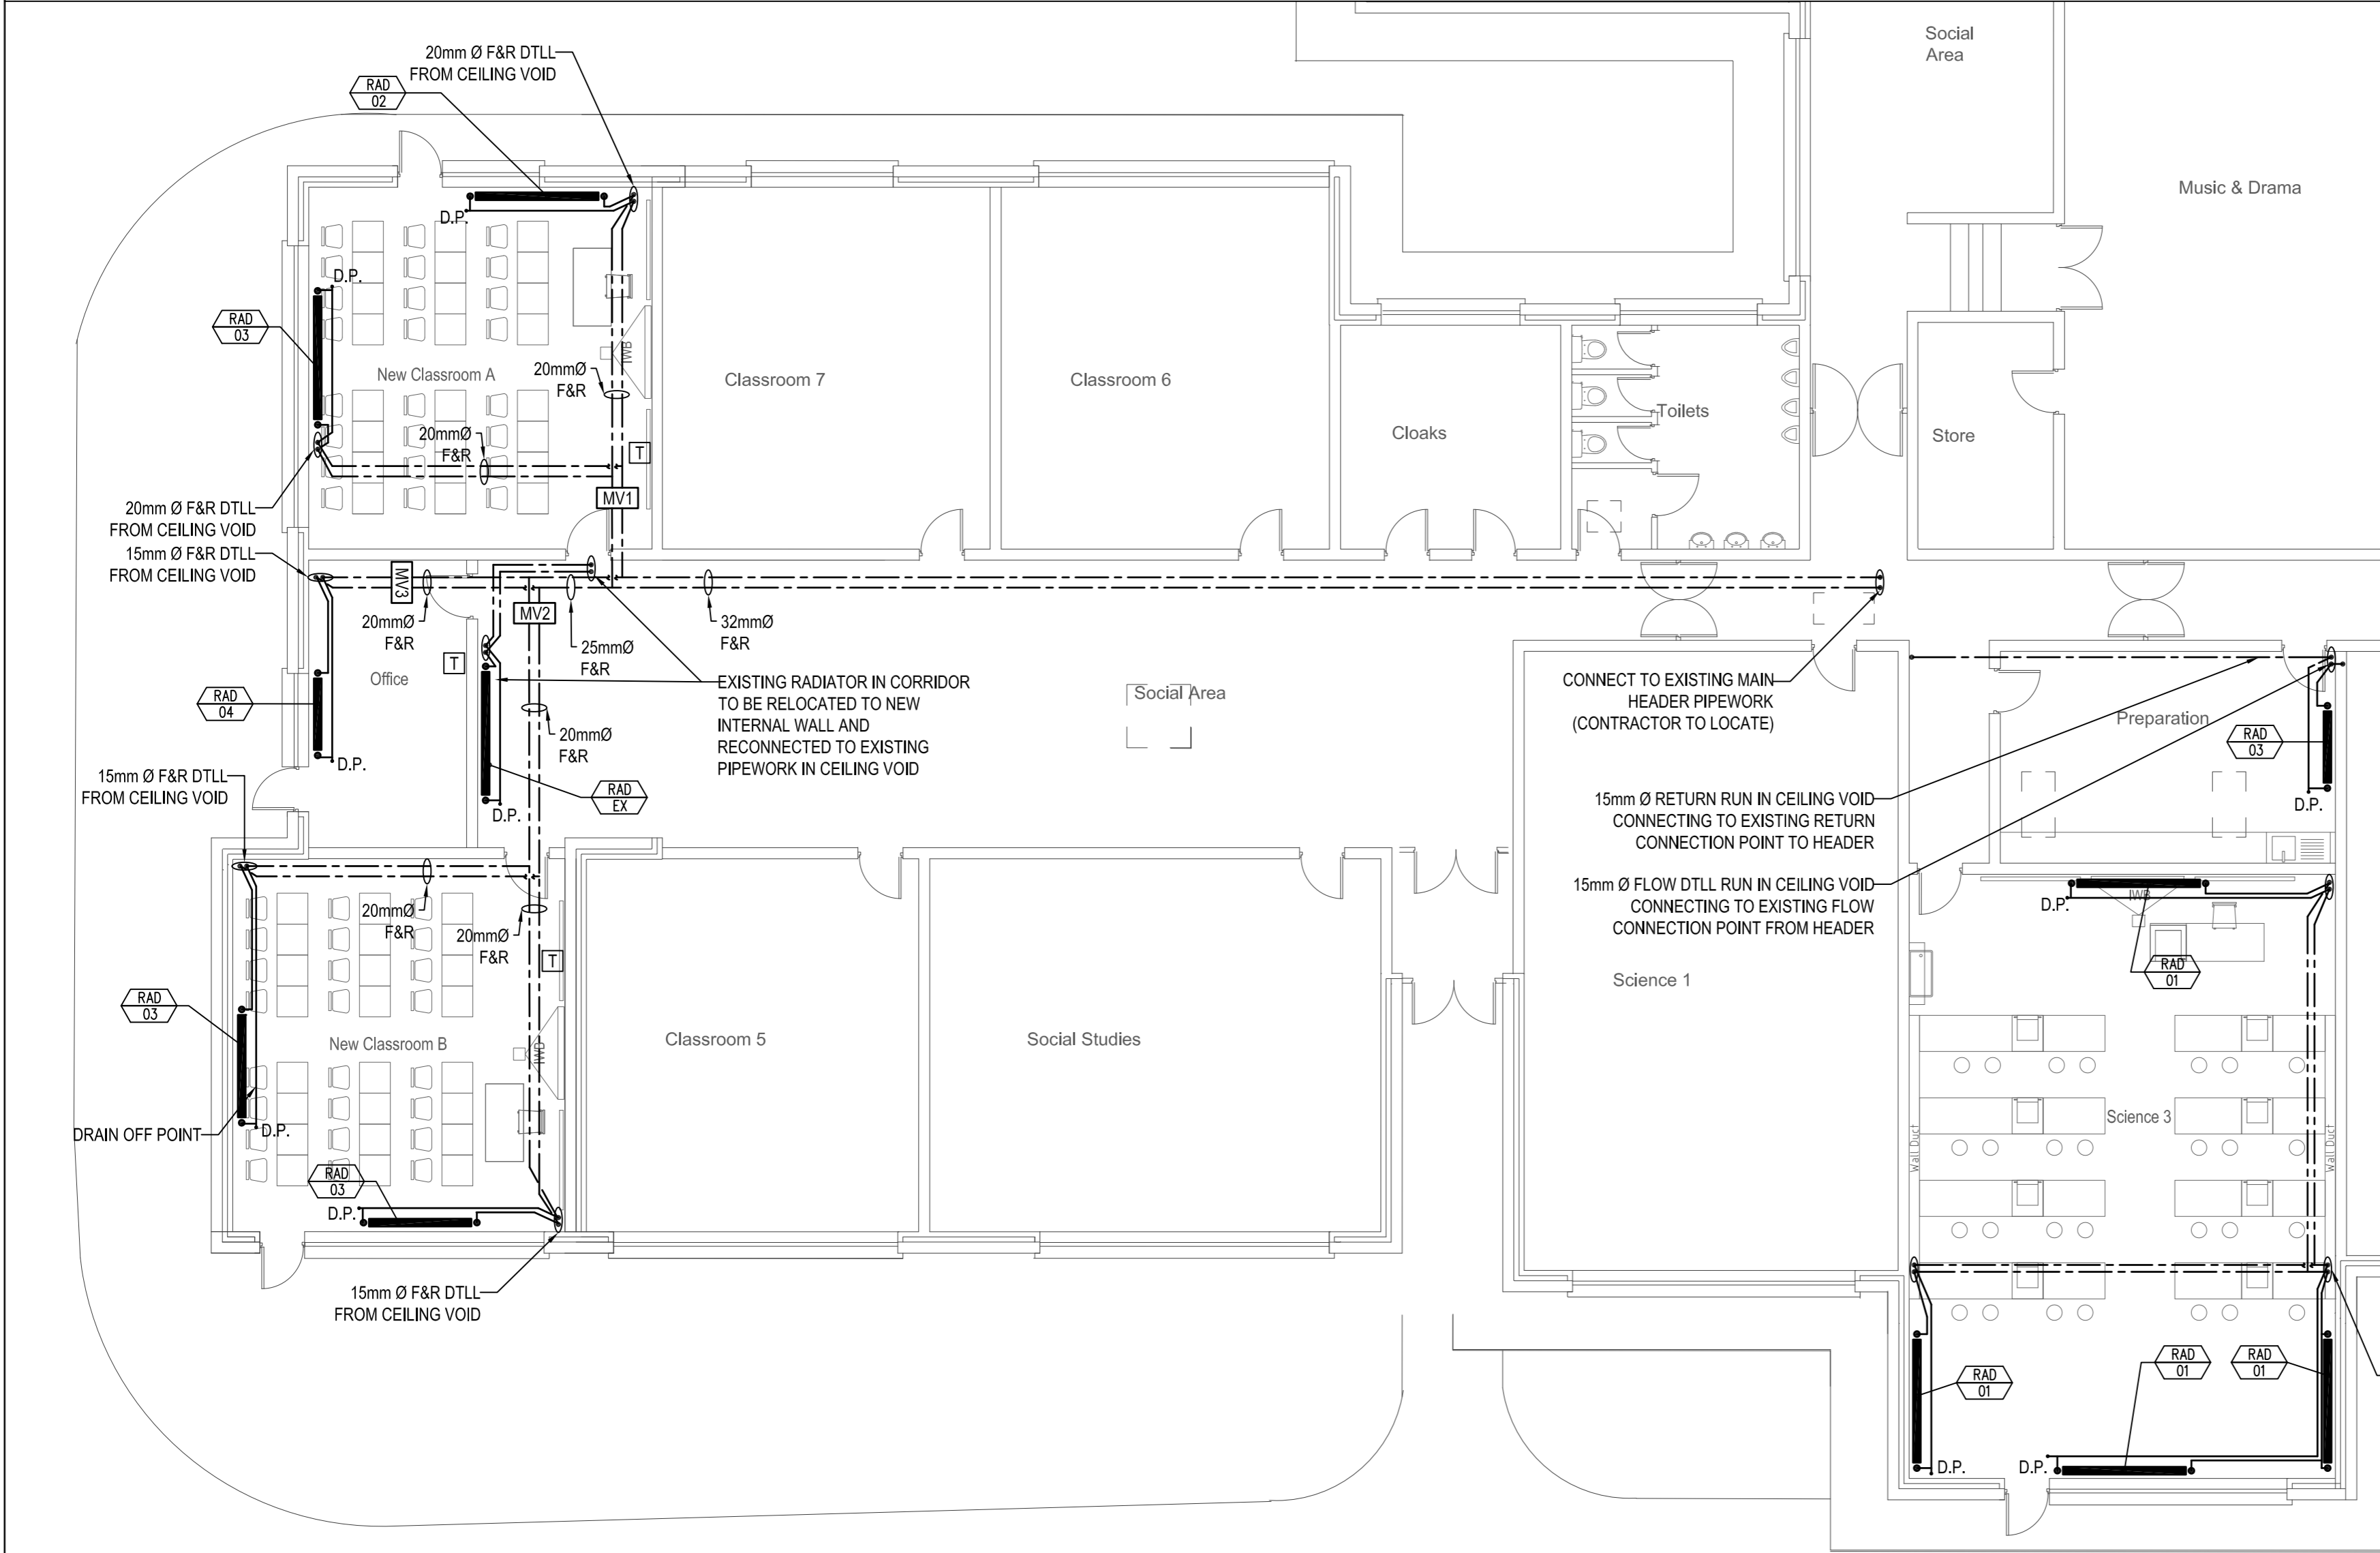 20mm Ø F&R DTLL
FROM CEILING VOID
RAD
02
Social
Area
Music & Drama
D.P.
D.P.
RAD
03
New Classroom A
20mmØ
F&R
IWB
Classroom 7
Classroom 6
Cloaks
Toilets
Store
20mmØ
F&R
T
MV1
20mm Ø F&R DTLL
FROM CEILING VOID
15mm Ø F&R DTLL
FROM CEILING VOID
MV3
20mmØ
F&R
MV2
25mmØ
F&R
32mmØ
F&R
T
Office
RAD
04
D.P.
EXISTING RADIATOR IN CORRIDOR
TO BE RELOCATED TO NEW
INTERNAL WALL AND
RECONNECTED TO EXISTING
PIPEWORK IN CEILING VOID
20mmØ
F&R
RAD
EX
D.P.
Social Area
CONNECT TO EXISTING MAIN
HEADER PIPEWORK
(CONTRACTOR TO LOCATE)
Preparation
RAD
03
D.P.
15mm Ø F&R DTLL
FROM CEILING VOID
15mm Ø RETURN RUN IN CEILING VOID
CONNECTING TO EXISTING RETURN
CONNECTION POINT TO HEADER
15mm Ø FLOW DTLL RUN IN CEILING VOID
CONNECTING TO EXISTING FLOW
CONNECTION POINT FROM HEADER
IWB
D.P.
RAD
01
20mmØ
F&R
20mmØ
F&R
T
Science 1
RAD
03
New Classroom B
IWB
Classroom 5
Social Studies
Science 3
Wall Duct
Wall Duct
DRAIN OFF POINT
D.P.
RAD
03
D.P.
15mm Ø F&R DTLL
FROM CEILING VOID
RAD
01
RAD
01
RAD
01
D.P.
D.P.